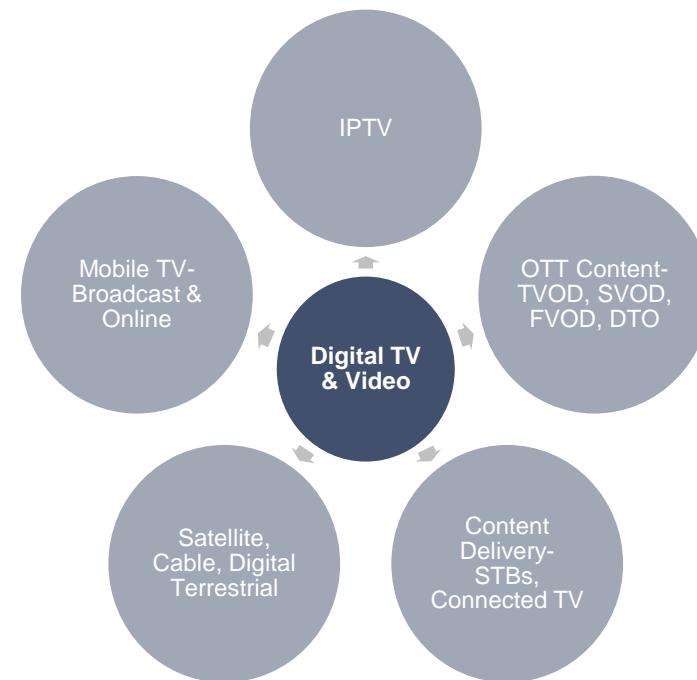 IPTV
Mobile TV-
Broadcast &
Online
OTT Content-
TVOD, SVOD,
FVOD, DTO
Digital TV
& Video
Satellite,
Cable, Digital
Terrestrial
Content
Delivery-
STBs,
Connected TV